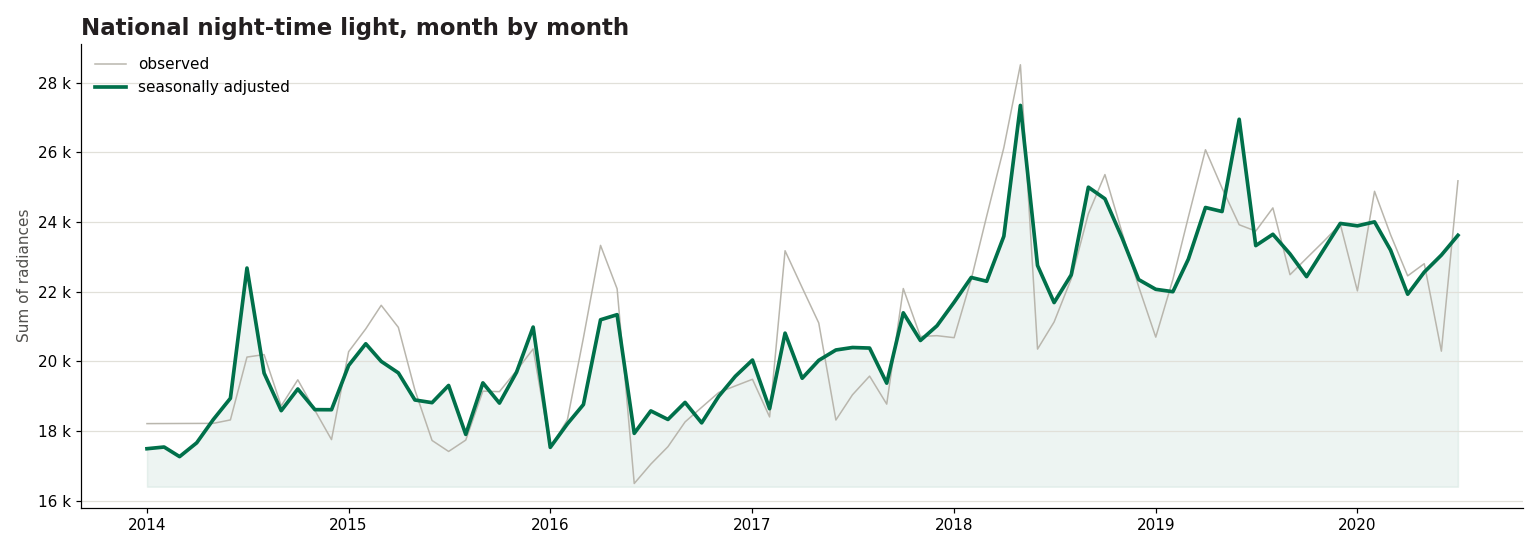 National night-time light, month by month
observed
seasonally adjusted
Sum of radiances
28 k
26 k
24 k
22 k
20 k
18 k
16 k
2014
2015
2016
2017
2018
2019
2020